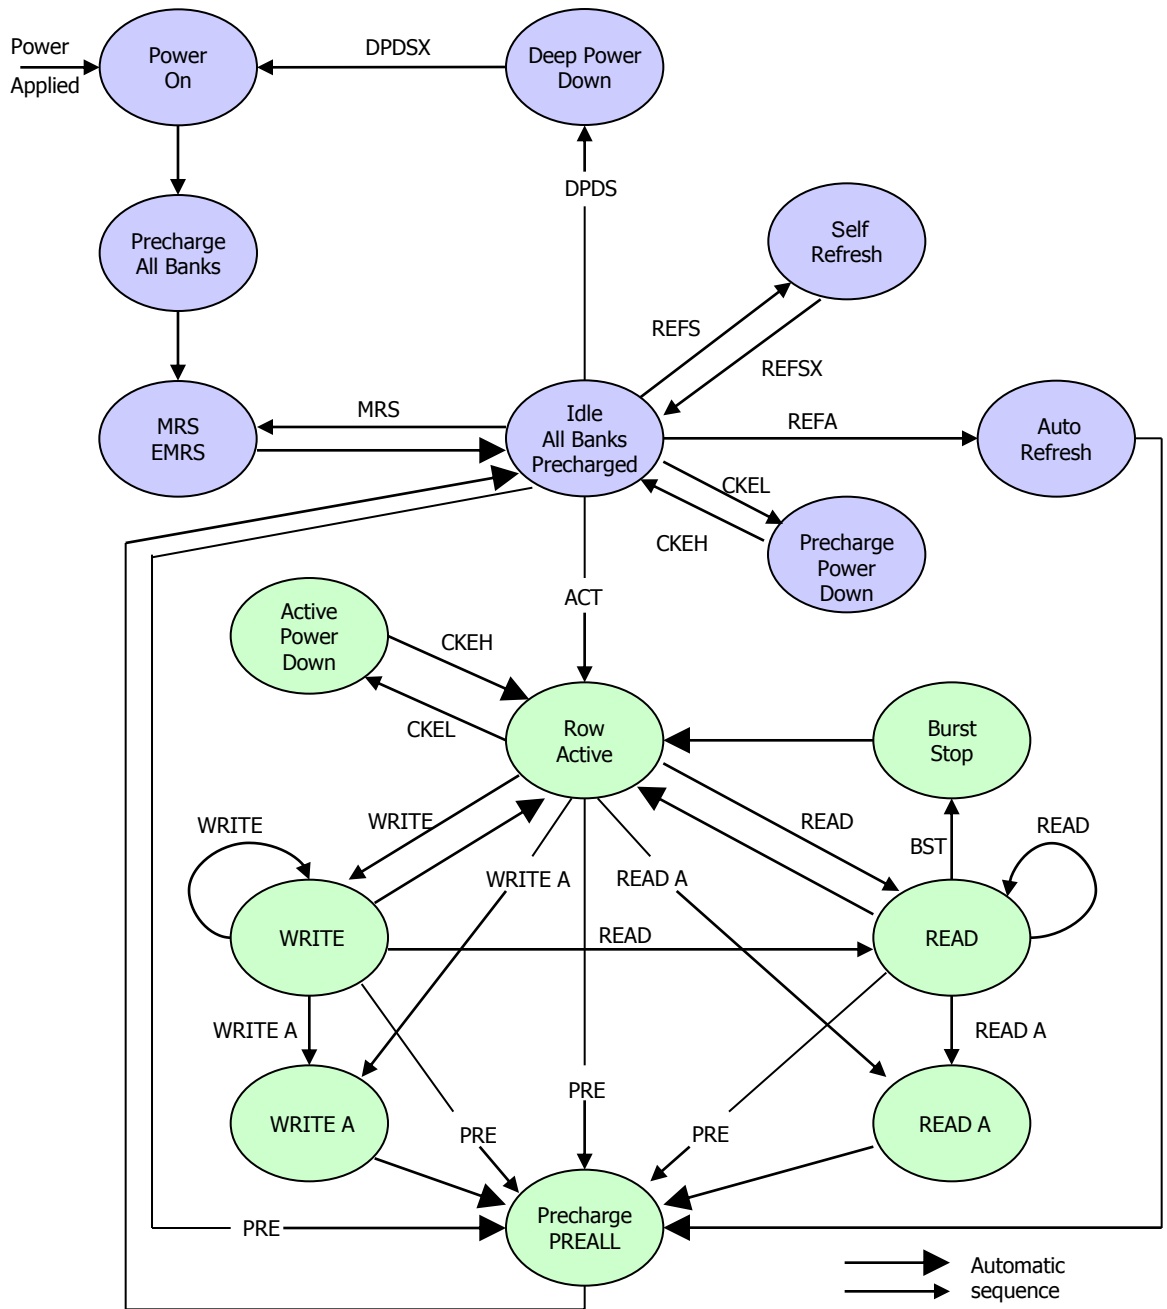 Power
Applied
Power
On
DPDSX
Deep Power
Down
DPDS
Precharge
All Banks
Self
Refresh
REFS
REFSX
MRS
EMRS
MRS
Idle
All Banks
Precharged
REFA
Auto
Refresh
CKEL
CKEH
Precharge
Power
Down
ACT
Active
Power
Down
CKEH
CKEL
Row
Active
Burst
Stop
WRITE
WRITE
READ
BST
READ
WRITE A
READ A
WRITE
READ
READ
WRITE A
READ A
WRITE A
PRE
PRE
PRE
READ A
PRE
Precharge
PREALL
Automatic
sequence